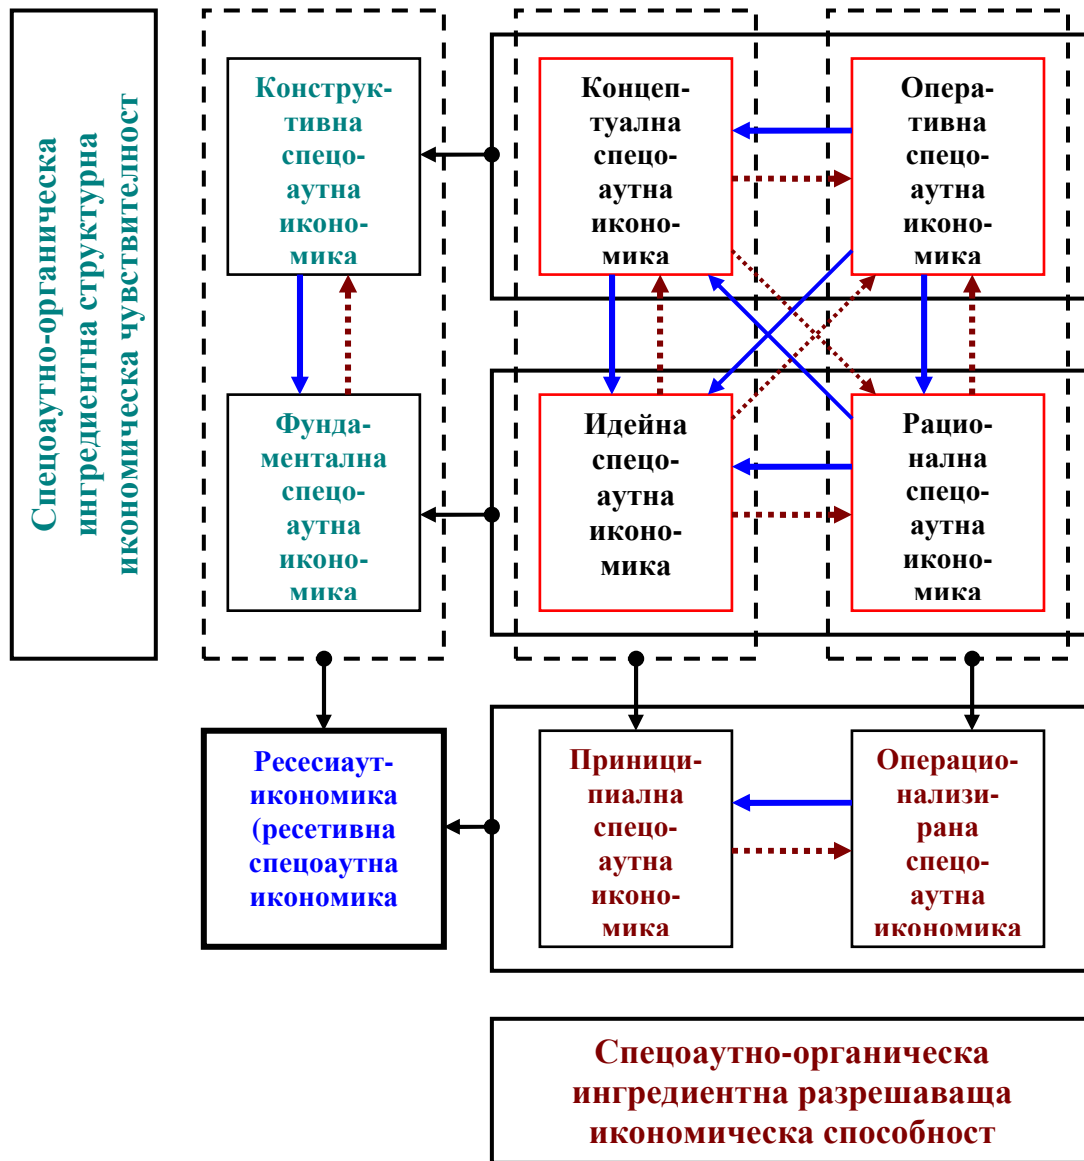 Спецоаутно-органическа
ингредиентна структурна
икономическа чувствителност
Конструк-
тивна
спецо-
аутна
иконо-
мика
Концеп-
туална
спецо-
аутна
иконо-
мика
Опера-
тивна
спецо-
аутна
иконо-
мика
Фунда-
ментална
спецо-
аутна
иконо-
мика
Идейна
спецо-
аутна
иконо-
мика
Рацио-
нална
спецо-
аутна
иконо-
мика
Ресесиаут-
икономика
(ресетивна
спецоаутна
икономика
Приници-
пиална
спецо-
аутна
иконо-
мика
Операцио-
нализи-
рана
спецо-
аутна
икономика
Спецоаутно-органическа
ингредиентна разрешаваща
икономическа способност